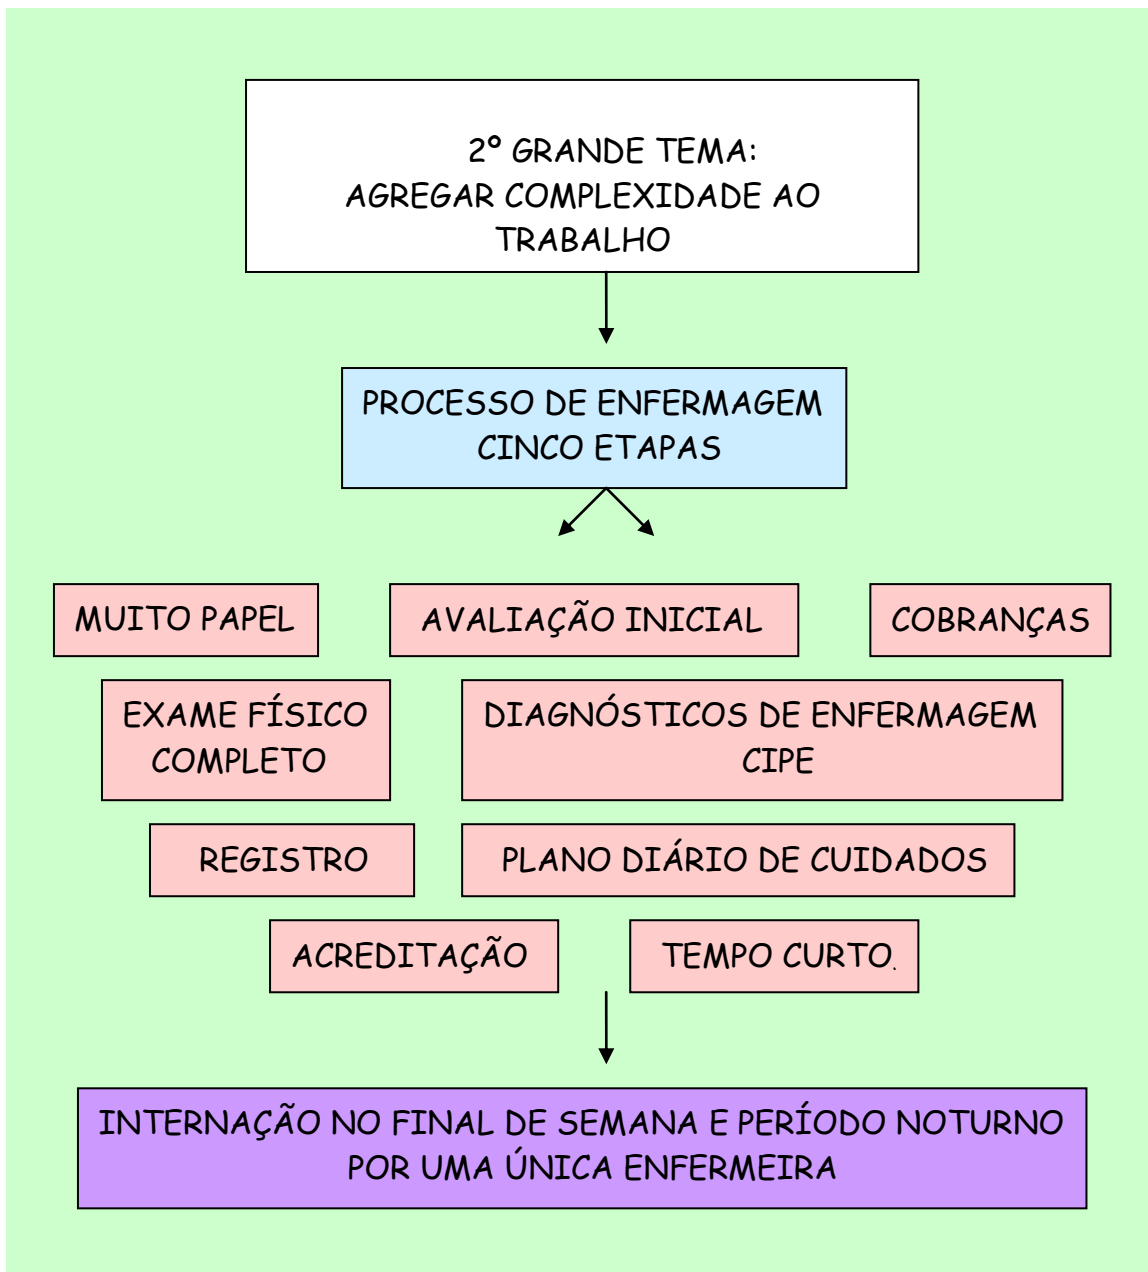 2º GRANDE TEMA:
AGREGAR COMPLEXIDADE AO
TRABALHO
PROCESSO DE ENFERMAGEM
CINCO ETAPAS
MUITO PAPEL
AVALIAÇÃO INICIAL
COBRANÇAS
EXAME FÍSICO
COMPLETO
DIAGNÓSTICOS DE ENFERMAGEM
CIPE
REGISTRO
PLANO DIÁRIO DE CUIDADOS
ACREDITAÇÃO
TEMPO CURTO.
INTERNAÇÃO NO FINAL DE SEMANA E PERÍODO NOTURNO
POR UMA ÚNICA ENFERMEIRA